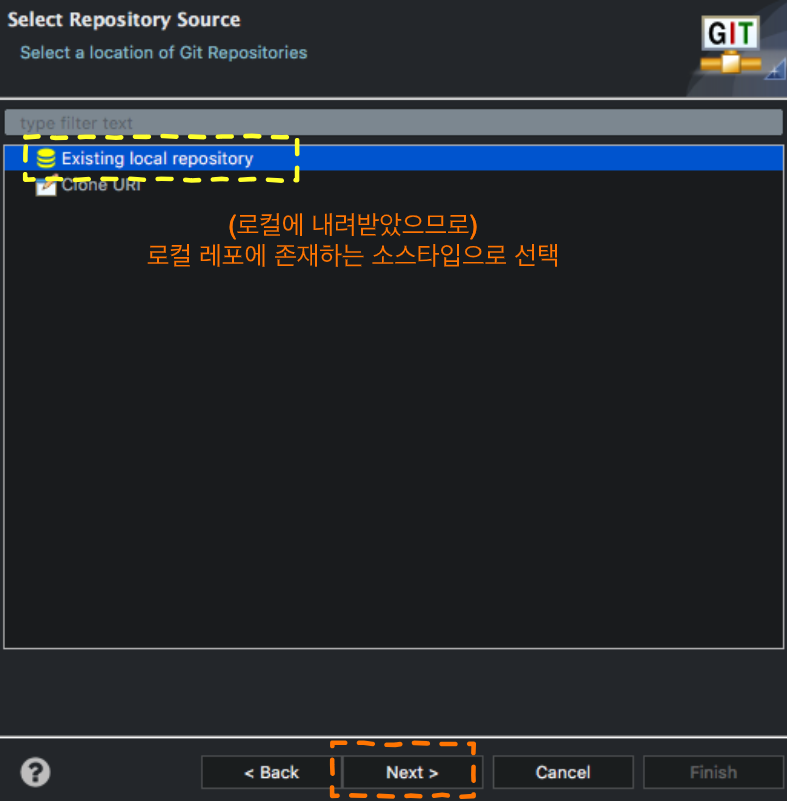 Select Repository Source
Select a location of Git Repositories
GIT
type filter text
Existing local repository
Clone URI
(로컬에 내려받았으므로)
로컬 레포에 존재하는 소스타입으로 선택
?
< Back
Next >
Cancel
Finish